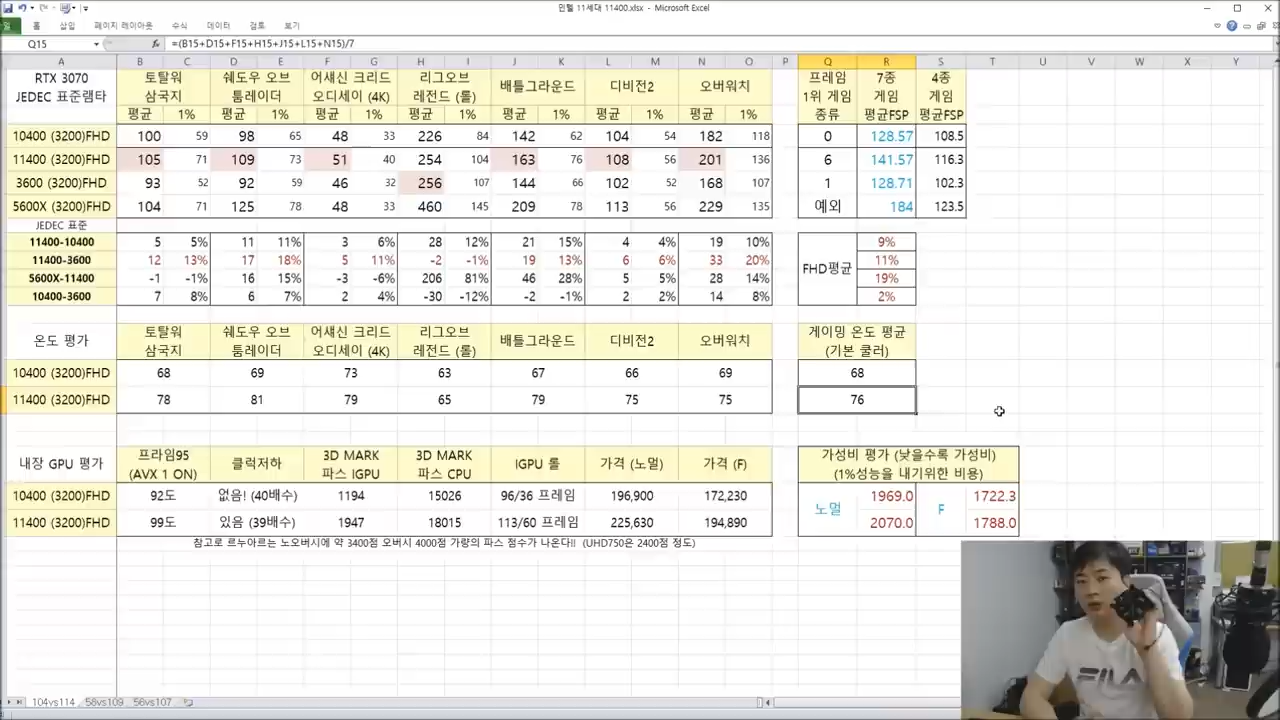 인텔 11세대 11400.xlsx - Microsoft Excel
홈 삽입 페이지 레이아웃 수식 데이터 검토 보기
Q15 fx =(B15+D15+F15+H15+J15+L15+N15)/7
A B C D E F G H I J K L M N O P Q R S T U V W X Y
RTX 3070 토탈워 쉐도우 오브 어쌔신 크리드 리그오브 배틀그라운드 디비전2 오버워치 프레임 7종 4종
JEDEC 표준램타 삼국지 툼레이더 오디세이 (4K) 레전드 (롤) 1위 게임 게임 게임
평균 1% 평균 1% 평균 1% 평균 1% 평균 1% 평균 1% 평균 1% 종류 평균FSP 평균FSP
10400 (3200)FHD 100 59 98 65 48 33 226 84 142 62 104 54 182 118 0 128.57 108.5
11400 (3200)FHD 105 71 109 73 51 40 254 104 163 76 108 56 201 136 6 141.57 116.3
3600 (3200)FHD 93 52 92 59 46 32 256 107 144 66 102 52 168 107 1 128.71 102.3
5600X (3200)FHD 104 71 125 78 48 33 460 145 209 78 113 56 229 135 예외 184 123.5
JEDEC 표준
11400-10400 5 5% 11 11% 3 6% 28 12% 21 15% 4 4% 19 10% 9%
11400-3600 12 13% 17 18% 5 11% -2 -1% 19 13% 6 6% 33 20% FHD평균 11%
5600X-11400 -1 -1% 16 15% -3 -6% 206 81% 46 28% 5 5% 28 14% 19%
10400-3600 7 8% 6 7% 2 4% -30 -12% -2 -1% 2 2% 14 8% 2%
온도 평가 토탈워 쉐도우 오브 어쌔신 크리드 리그오브 배틀그라운드 디비전2 오버워치 게이밍 온도 평균
삼국지 툼레이더 오디세이 (4K) 레전드 (롤) (기본 쿨러)
10400 (3200)FHD 68 69 73 63 67 66 69 68
11400 (3200)FHD 78 81 79 65 79 75 75 76
내장 GPU 평가 프라임95 클럭저하 3D MARK 3D MARK IGPU 롤 가격 (노멀) 가격 (F) 가성비 평가 (낮을수록 가성비)
(AVX 1 ON) 파스 IGPU 파스 CPU (1%성능을 내기위한 비용)
10400 (3200)FHD 92도 없음! (40배수) 1194 15026 96/36 프레임 196,900 172,230 노멀 1969.0 F 1722.3
11400 (3200)FHD 99도 있음 (39배수) 1947 18015 113/60 프레임 225,630 194,890 2070.0 1788.0
참고로 르누아르는 노오버시에 약 3400점 오버시 4000점 가량의 파스 점수가 나온다!! (UHD750은 2400점 정도)
FILA
104vs114 58vs109 56vs107